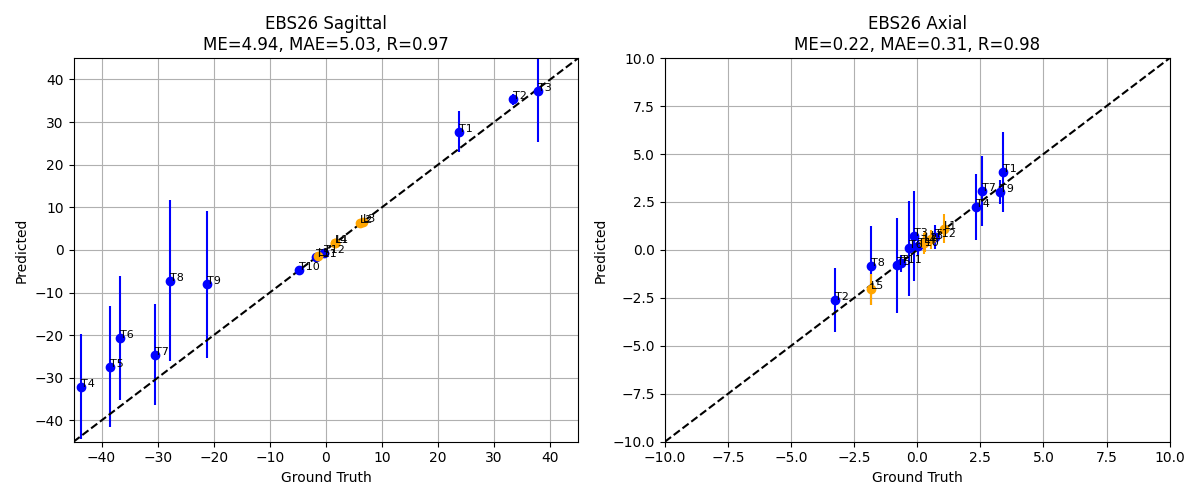 EBS26 Sagittal
ME=4.94, MAE=5.03, R=0.97
Predicted
40
30
20
10
0
−10
−20
−30
−40
T1
T2
T3
T4
T5
T6
T7
T8
T9
T10
T12
L3
−40
−30
−20
−10
0
10
20
30
40
Ground Truth
EBS26 Axial
ME=0.22, MAE=0.31, R=0.98
Predicted
10.0
7.5
5.0
2.5
0.0
−2.5
−5.0
−7.5
−10.0
T1
T2
T3
T4
T7
T8
T9
T11
T12
L5
−10.0
−7.5
−5.0
−2.5
0.0
2.5
5.0
7.5
10.0
Ground Truth